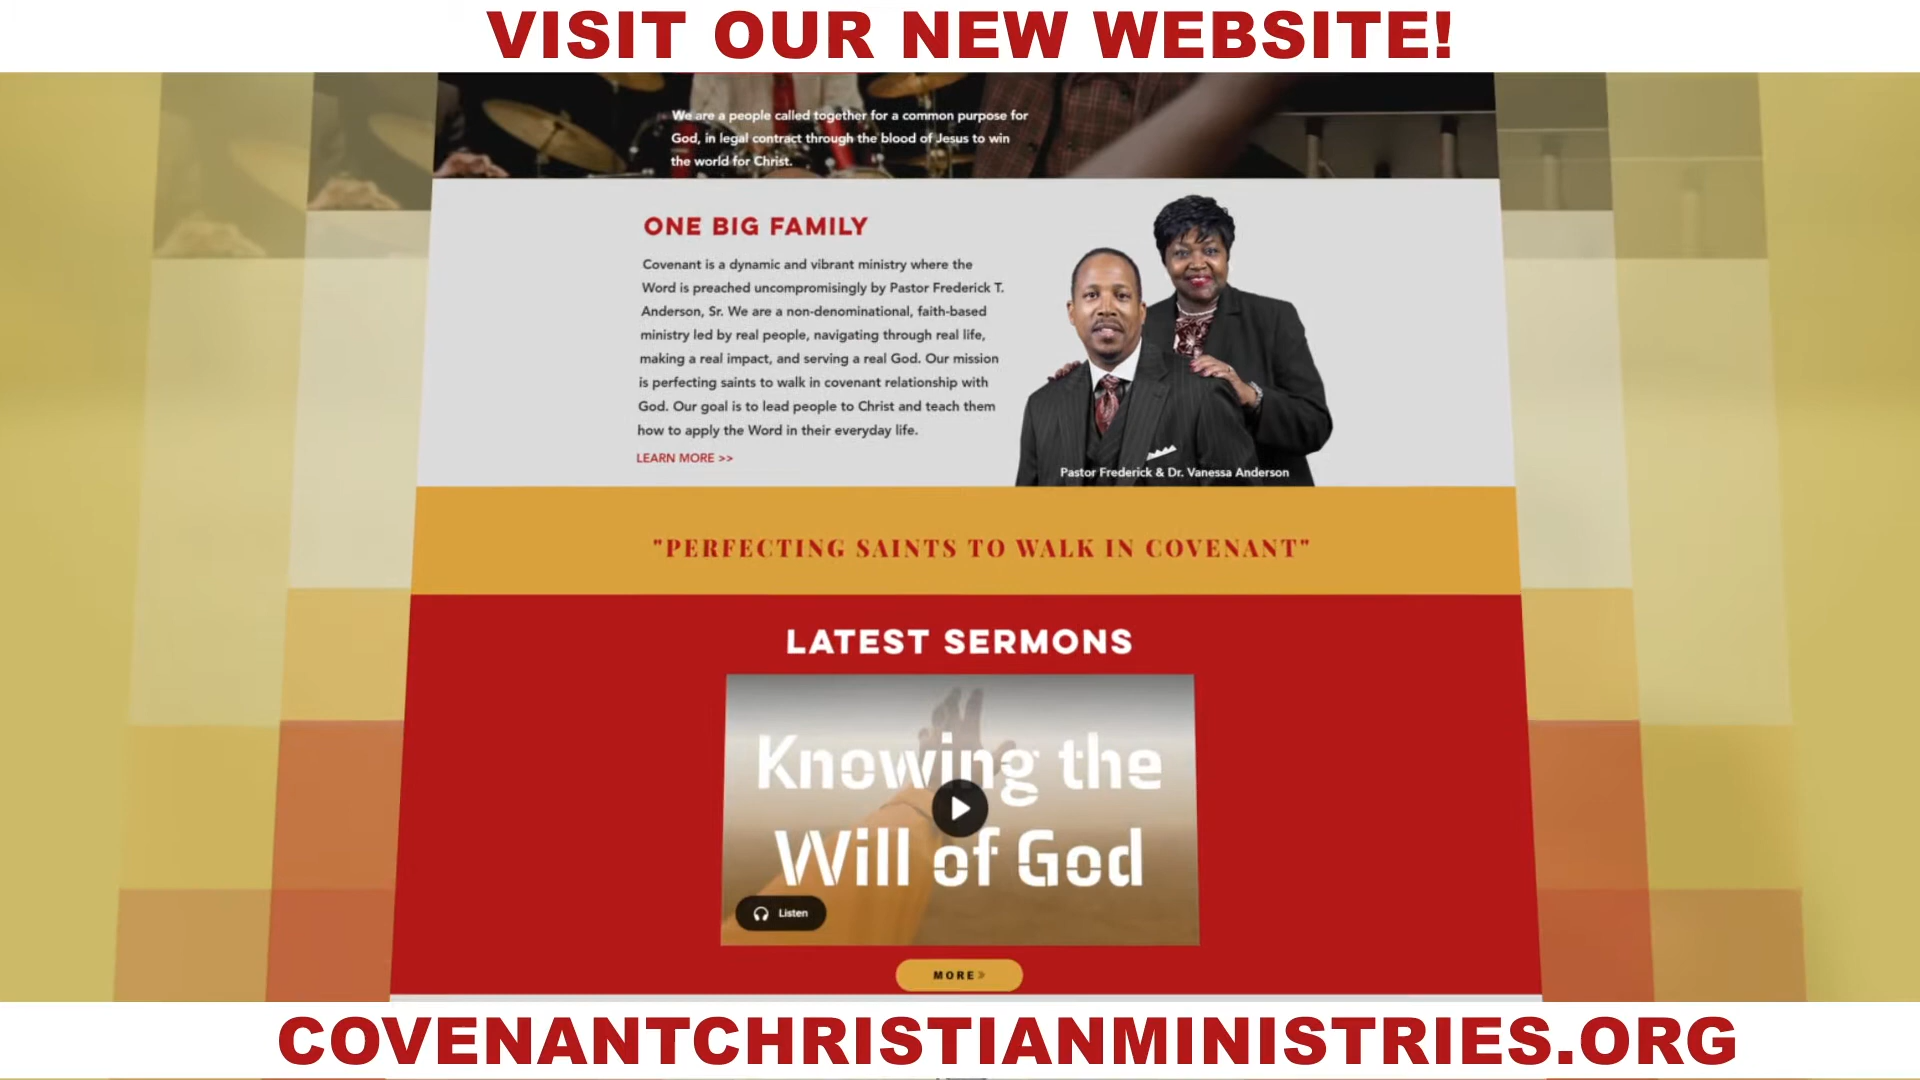 VISIT OUR NEW WEBSITE!
We are a people called together for a common purpose for
God, in legal contract through the blood of Jesus to win
the world for Christ.
ONE BIG FAMILY
Covenant is a dynamic and vibrant ministry where the
Word is preached uncompromisingly by Pastor Frederick T.
Anderson, Sr. We are a non-denominational, faith-based
ministry led by real people, navigating through real life,
making a real impact, and serving a real God. Our mission
is perfecting saints to walk in covenant relationship with
God. Our goal is to lead people to Christ and teach them
how to apply the Word in their everyday life.
LEARN MORE >>
Pastor Frederick & Dr. Vanessa Anderson
"PERFECTING SAINTS TO WALK IN COVENANT"
LATEST SERMONS
Knowing the
Will of God
Listen
MORE »
COVENANTCHRISTIANMINISTRIES.ORG